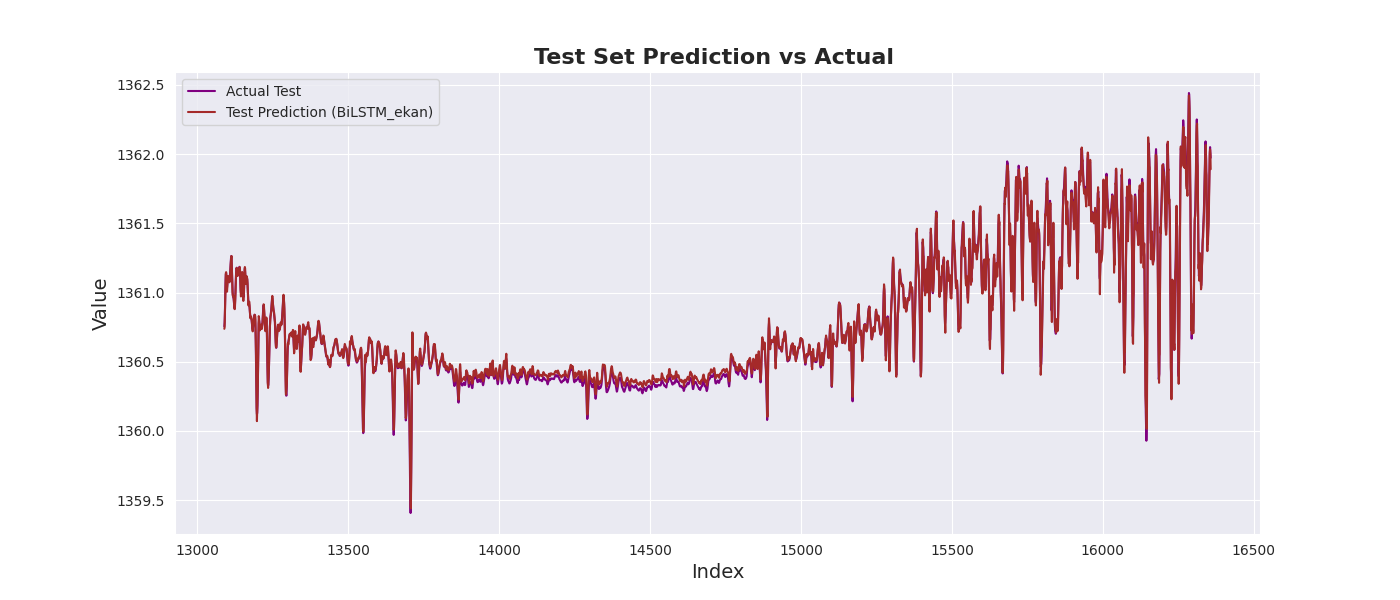 Test Set Prediction vs Actual
Actual Test
Test Prediction (BiLSTM_ekan)
Value
1362.5
1362.0
1361.5
1361.0
1360.5
1360.0
1359.5
13000 13500 14000 14500 15000 15500 16000 16500
Index